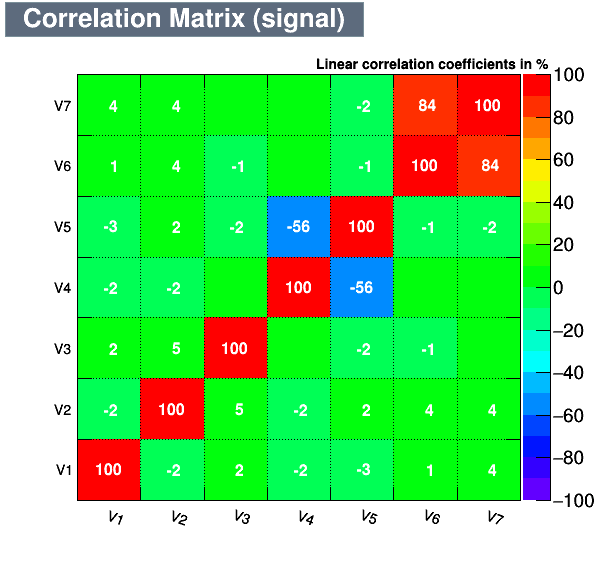 Correlation Matrix (signal)
Linear correlation coefficients in %
V7 4 4 -2 84 100
V6 1 4 -1 -1 100 84
V5 -3 2 -2 -56 100 -1 -2
V4 -2 -2 100 -56
V3 2 5 100 -2 -1
V2 -2 100 5 -2 2 4 4
V1 100 -2 2 -2 -3 1 4
V1 V2 V3 V4 V5 V6 V7
100
80
60
40
20
0
−20
−40
−60
−80
−100